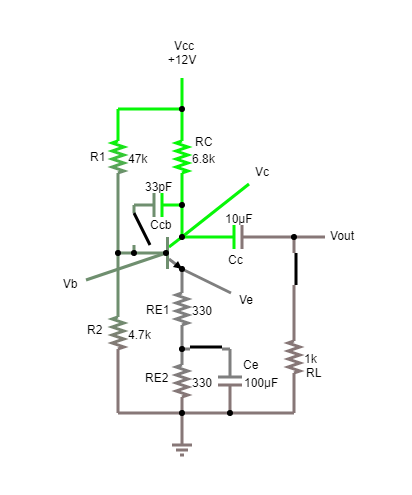 Vcc
+12V
RC
R1
47k
6.8k
Vc
33pF
Ccb
10µF
Vout
Cc
Vb
Ve
RE1
330
R2
4.7k
Ce
1k
RL
RE2
330
100µF